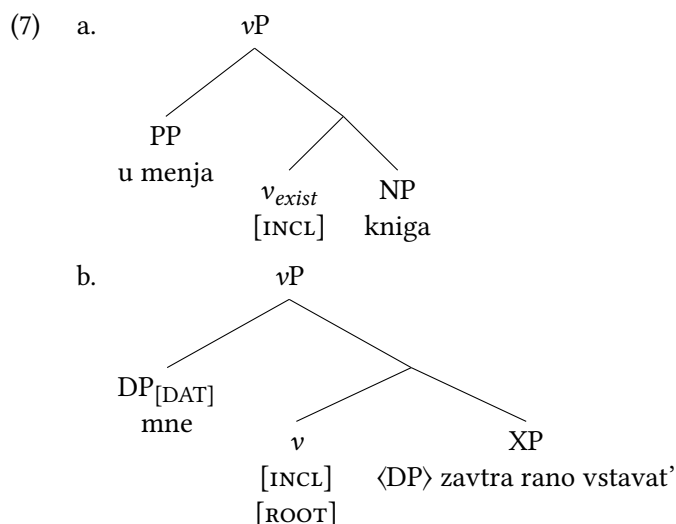 (7) a. vP
PP
u menja
v_exist NP
[INCL] kniga
b. vP
DP[DAT]
mne
v XP
[INCL] ⟨DP⟩ zavtra rano vstavat’
[ROOT]